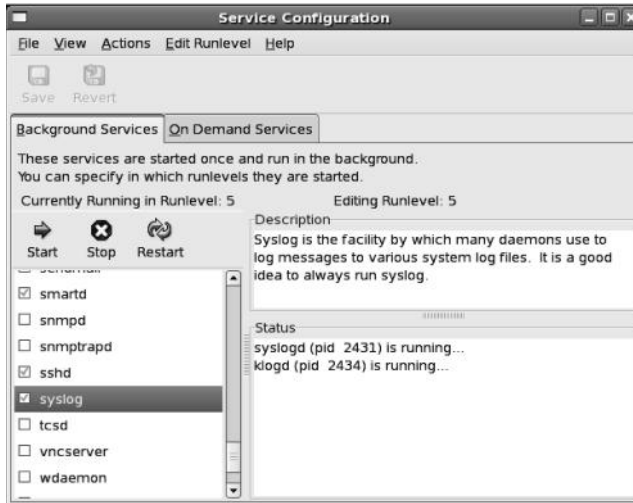 Service Configuration
File View Actions Edit Runlevel Help
Save Revert
Background Services On Demand Services
These services are started once and run in the background.
You can specify in which runlevels they are started.
Currently Running in Runlevel: 5 Editing Runlevel: 5
Start Stop Restart
smartd
snmpd
snmptrapd
sshd
syslog
tcsd
vncserver
wdaemon
Description
Syslog is the facility by which many daemons use to
log messages to various system log files. It is a good
idea to always run syslog.
Status
syslogd (pid 2431) is running...
klogd (pid 2434) is running...